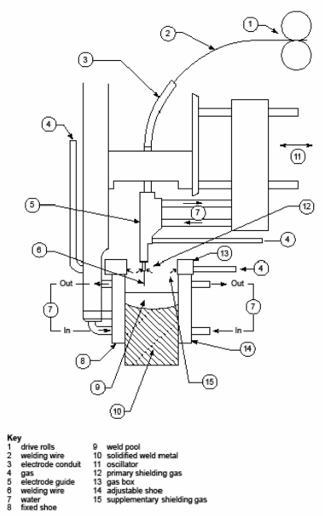 1
2
3
4
11
5
7
12
4
6
13
4
Out
Out
7
7
In
In
8
14
9
15
10
Key
1 drive rolls
2 welding wire
3 electrode conduit
4 gas
5 electrode guide
6 welding wire
7 water
8 fixed shoe
9 weld pool
10 solidified weld metal
11 oscillator
12 primary shielding gas
13 gas box
14 adjustable shoe
15 supplementary shielding gas